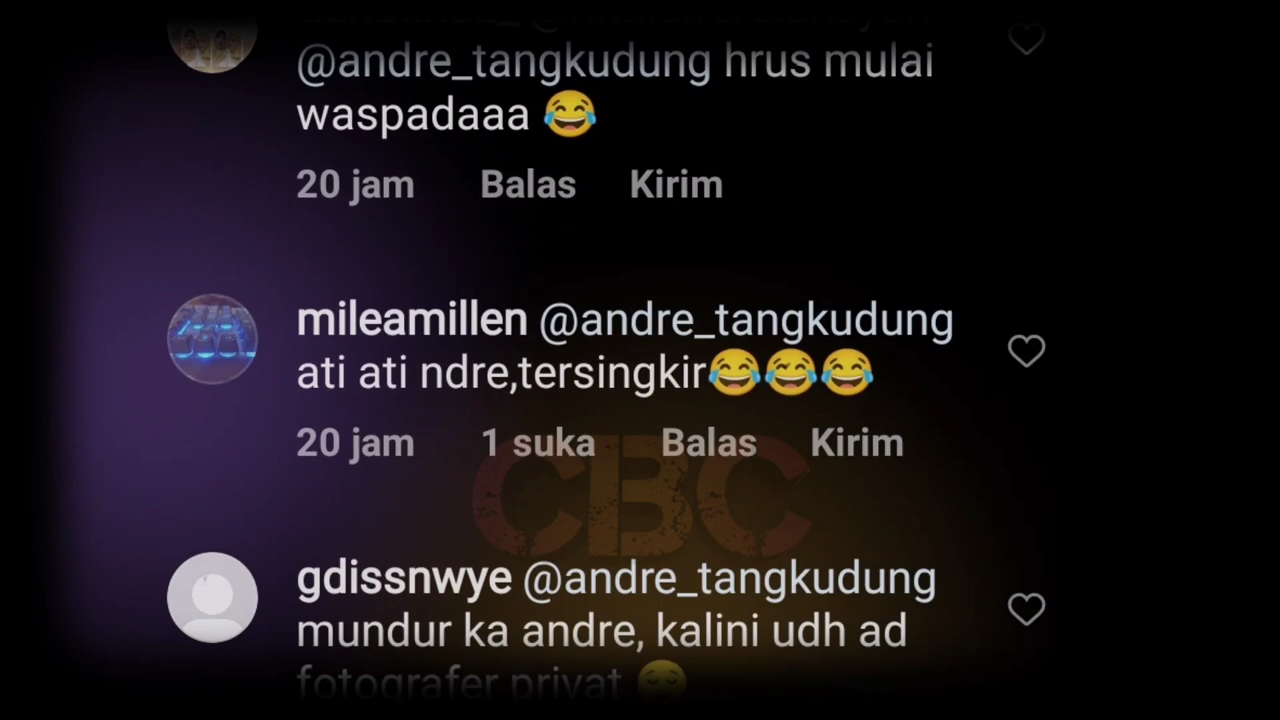 @andre_tangkudung hrus mulai
waspadaaa 😂
20 jam Balas Kirim
mileamillen @andre_tangkudung
ati ati ndre,tersingkir😂😂😂
20 jam 1 suka Balas Kirim
CBC
gdissnwye @andre_tangkudung
mundur ka andre, kalini udh ad
fotografer privat